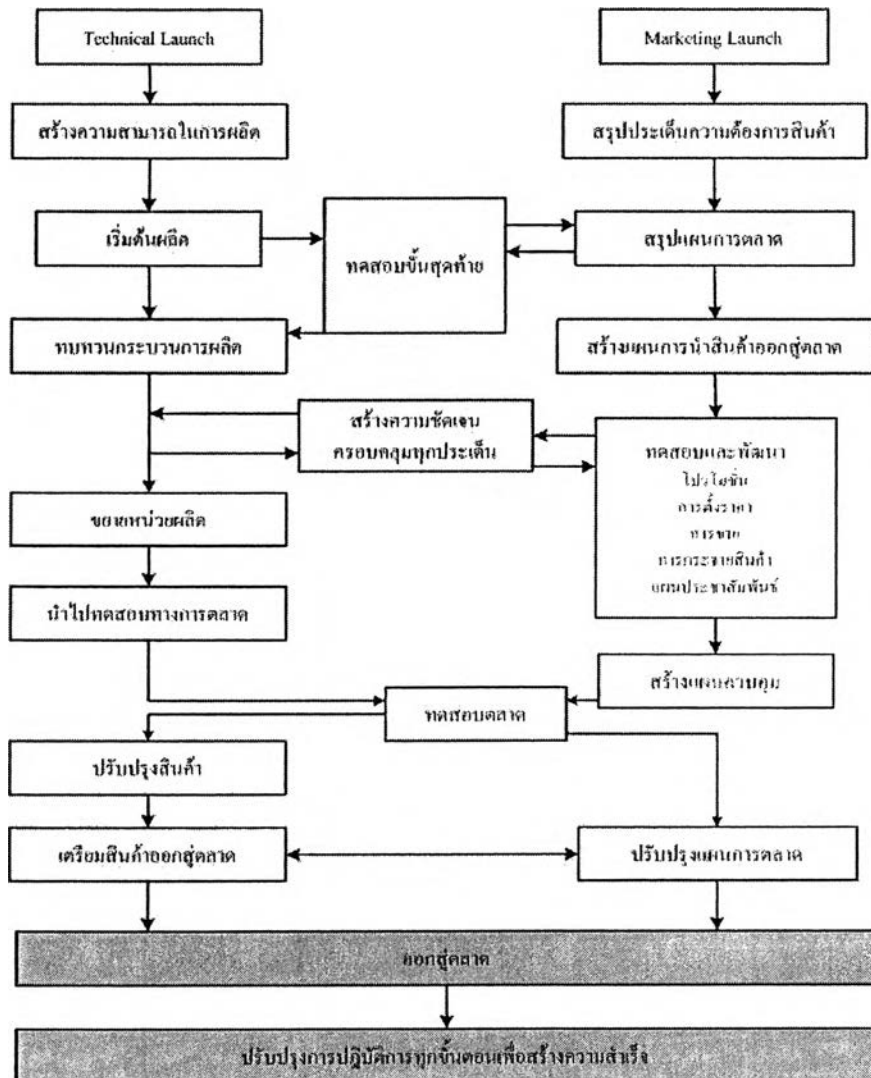 Technical Launch
Marketing Launch
สร้างความสามารถในการผลิต
สรุปประเด็นความต้องการสินค้า
เริ่มต้นผลิต
ทดสอบขั้นสุดท้าย
สรุปแผนการตลาด
ทบทวนกระบวนการผลิต
สร้างแผนการนำสินค้าออกสู่ตลาด
สร้างความชัดเจน
ครอบคลุมทุกประเด็น
ทดสอบและพัฒนา
โปรโมชั่น
การตั้งราคา
การขาย
การกระจายสินค้า
แผนประชาสัมพันธ์
ขยายหน่วยผลิต
นำไปทดสอบทางการตลาด
สร้างแผนควบคุม
ทดสอบตลาด
ปรับปรุงสินค้า
เตรียมสินค้าออกสู่ตลาด
ปรับปรุงแผนการตลาด
ออกสู่ตลาด
ปรับปรุงการปฏิบัติการทุกขั้นตอนเพื่อสร้างความสำเร็จ